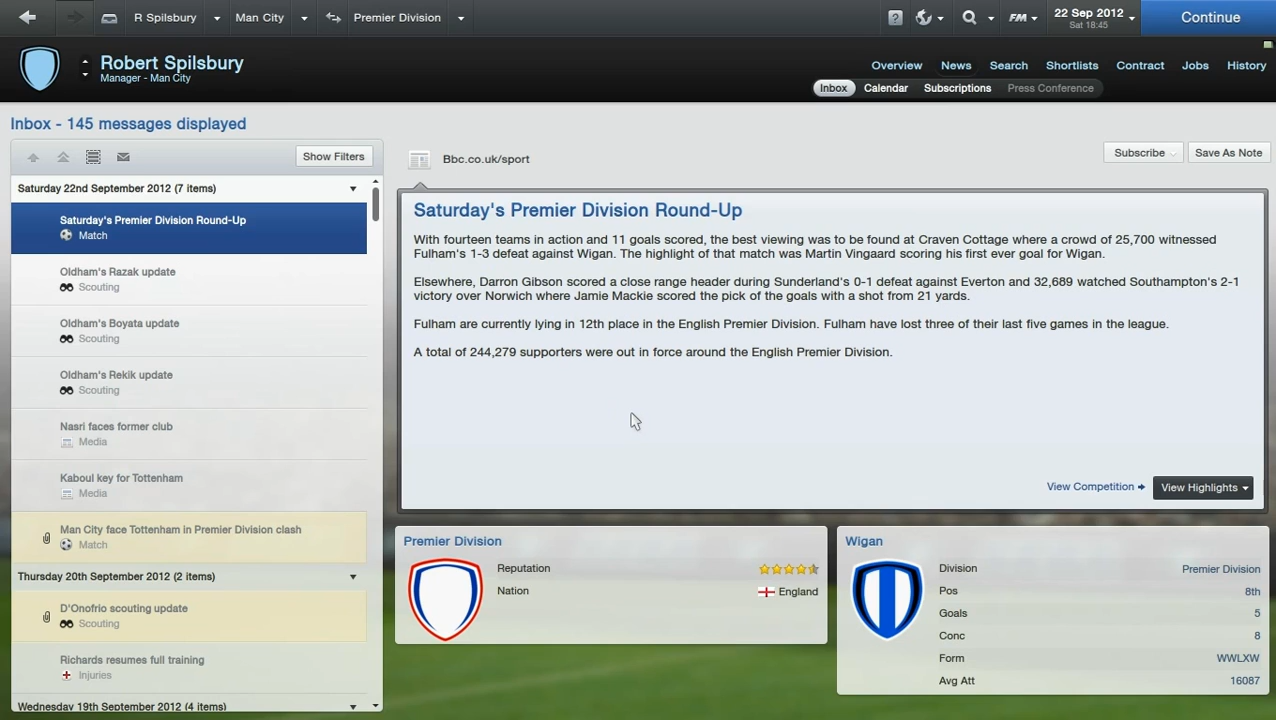 R Spilsbury
Man City
Premier Division
?
FM
22 Sep 2012
Sat 18:45
Continue
Robert Spilsbury
Manager - Man City
Overview
News
Search
Shortlists
Contract
Jobs
History
Inbox
Calendar
Subscriptions
Press Conference
Inbox - 145 messages displayed
Show Filters
Saturday 22nd September 2012 (7 items)
Saturday's Premier Division Round-Up
Match
Oldham's Razak update
Scouting
Oldham's Boyata update
Scouting
Oldham's Rekik update
Scouting
Nasri faces former club
Media
Kaboul key for Tottenham
Media
Man City face Tottenham in Premier Division clash
Match
Thursday 20th September 2012 (2 items)
D'Onofrio scouting update
Scouting
Richards resumes full training
Injuries
Wednesday 19th September 2012 (4 items)
Bbc.co.uk/sport
Subscribe
Save As Note
Saturday's Premier Division Round-Up
With fourteen teams in action and 11 goals scored, the best viewing was to be found at Craven Cottage where a crowd of 25,700 witnessed
Fulham's 1-3 defeat against Wigan. The highlight of that match was Martin Vingaard scoring his first ever goal for Wigan.
Elsewhere, Darron Gibson scored a close range header during Sunderland's 0-1 defeat against Everton and 32,689 watched Southampton's 2-1
victory over Norwich where Jamie Mackie scored the pick of the goals with a shot from 21 yards.
Fulham are currently lying in 12th place in the English Premier Division. Fulham have lost three of their last five games in the league.
A total of 244,279 supporters were out in force around the English Premier Division.
View Competition
View Highlights
Premier Division
Reputation
Nation
England
Wigan
Division
Premier Division
Pos
8th
Goals
5
Conc
8
Form
WWLXW
Avg Att
16087